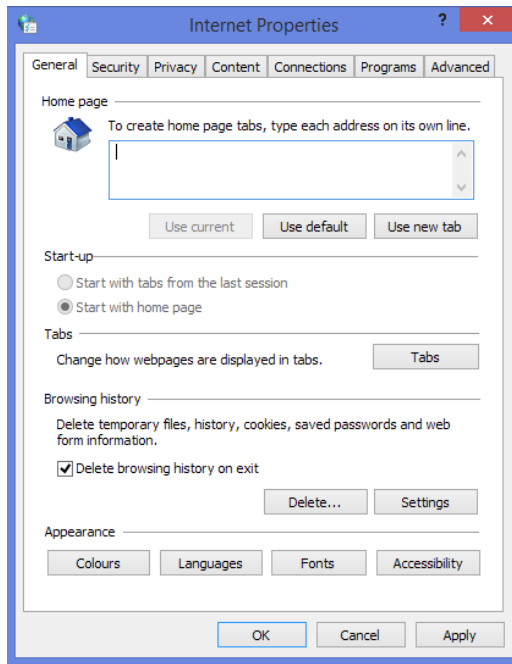 Internet Properties
?
General Security Privacy Content Connections Programs Advanced
Home page
To create home page tabs, type each address on its own line.
Use current Use default Use new tab
Start-up
Start with tabs from the last session
Start with home page
Tabs
Change how webpages are displayed in tabs. Tabs
Browsing history
Delete temporary files, history, cookies, saved passwords and web
form information.
Delete browsing history on exit
Delete... Settings
Appearance
Colours Languages Fonts Accessibility
OK Cancel Apply